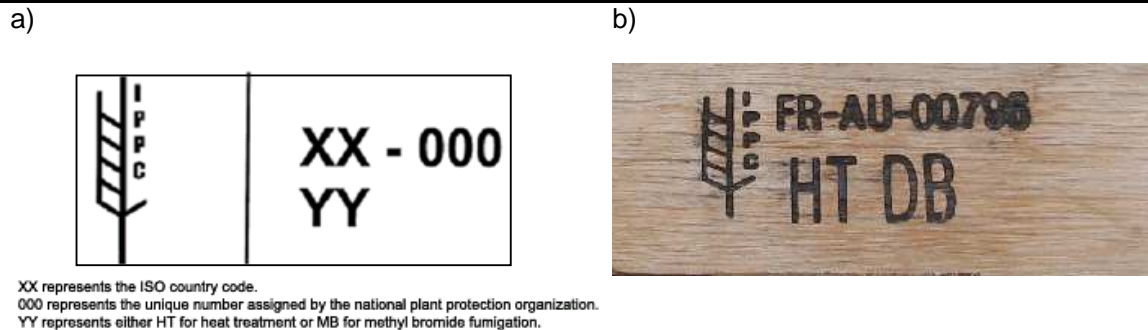 a)
IPPC
XX - 000
YY
XX represents the ISO country code.
000 represents the unique number assigned by the national plant protection organization.
YY represents either HT for heat treatment or MB for methyl bromide fumigation.
b)
IPPC
FR-AU-00796
HT DB